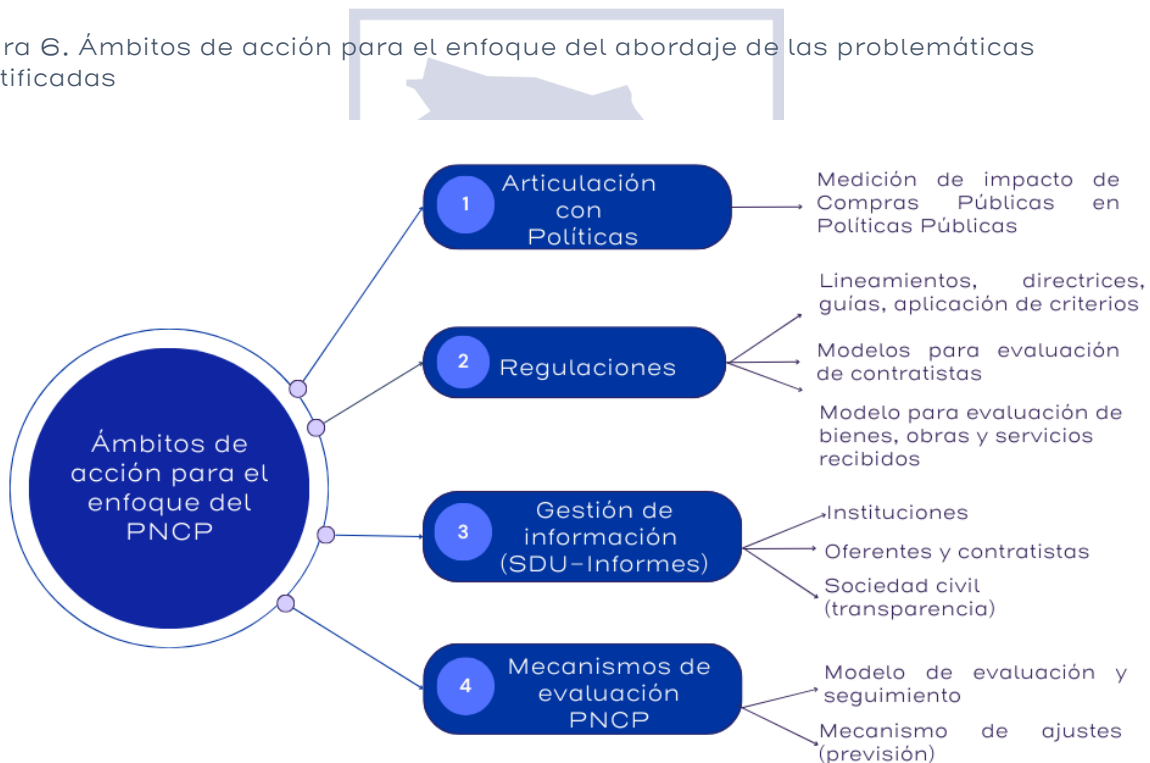 ra 6. Ámbitos de acción para el enfoque del abordaje de las problemáticas
tificadas
Ámbitos de
acción para el
enfoque del
PNCP
1
Articulación
con
Políticas
Medición de impacto de
Compras Públicas en
Políticas Públicas
2
Regulaciones
Lineamientos, directrices,
guías, aplicación de criterios
Modelos para evaluación
de contratistas
Modelo para evaluación de
bienes, obras y servicios
recibidos
3
Gestión de
información
(SDU-Informes)
Instituciones
Oferentes y contratistas
Sociedad civil
(transparencia)
4
Mecanismos de
evaluación
PNCP
Modelo de evaluación y
seguimiento
Mecanismo de ajustes
(previsión)